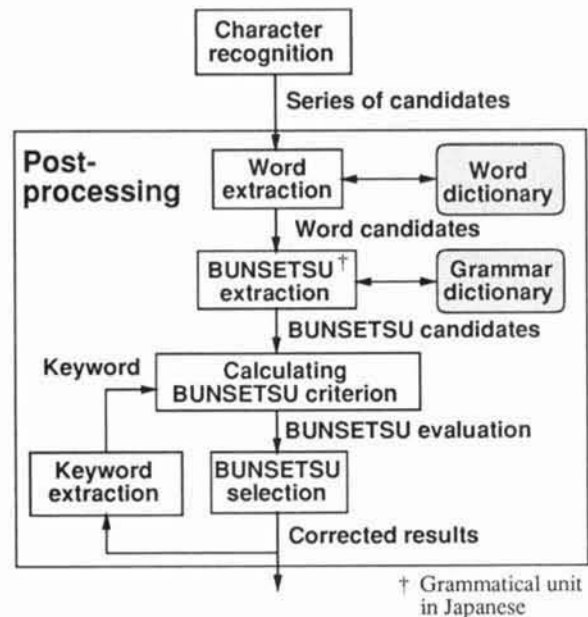 Character
recognition
Series of candidates
Post-
processing
Word
extraction
Word
dictionary
Word candidates
BUNSETSU †
extraction
Grammar
dictionary
BUNSETSU candidates
Keyword
Calculating
BUNSETSU criterion
BUNSETSU evaluation
Keyword
extraction
BUNSETSU
selection
Corrected results
† Grammatical unit
in Japanese